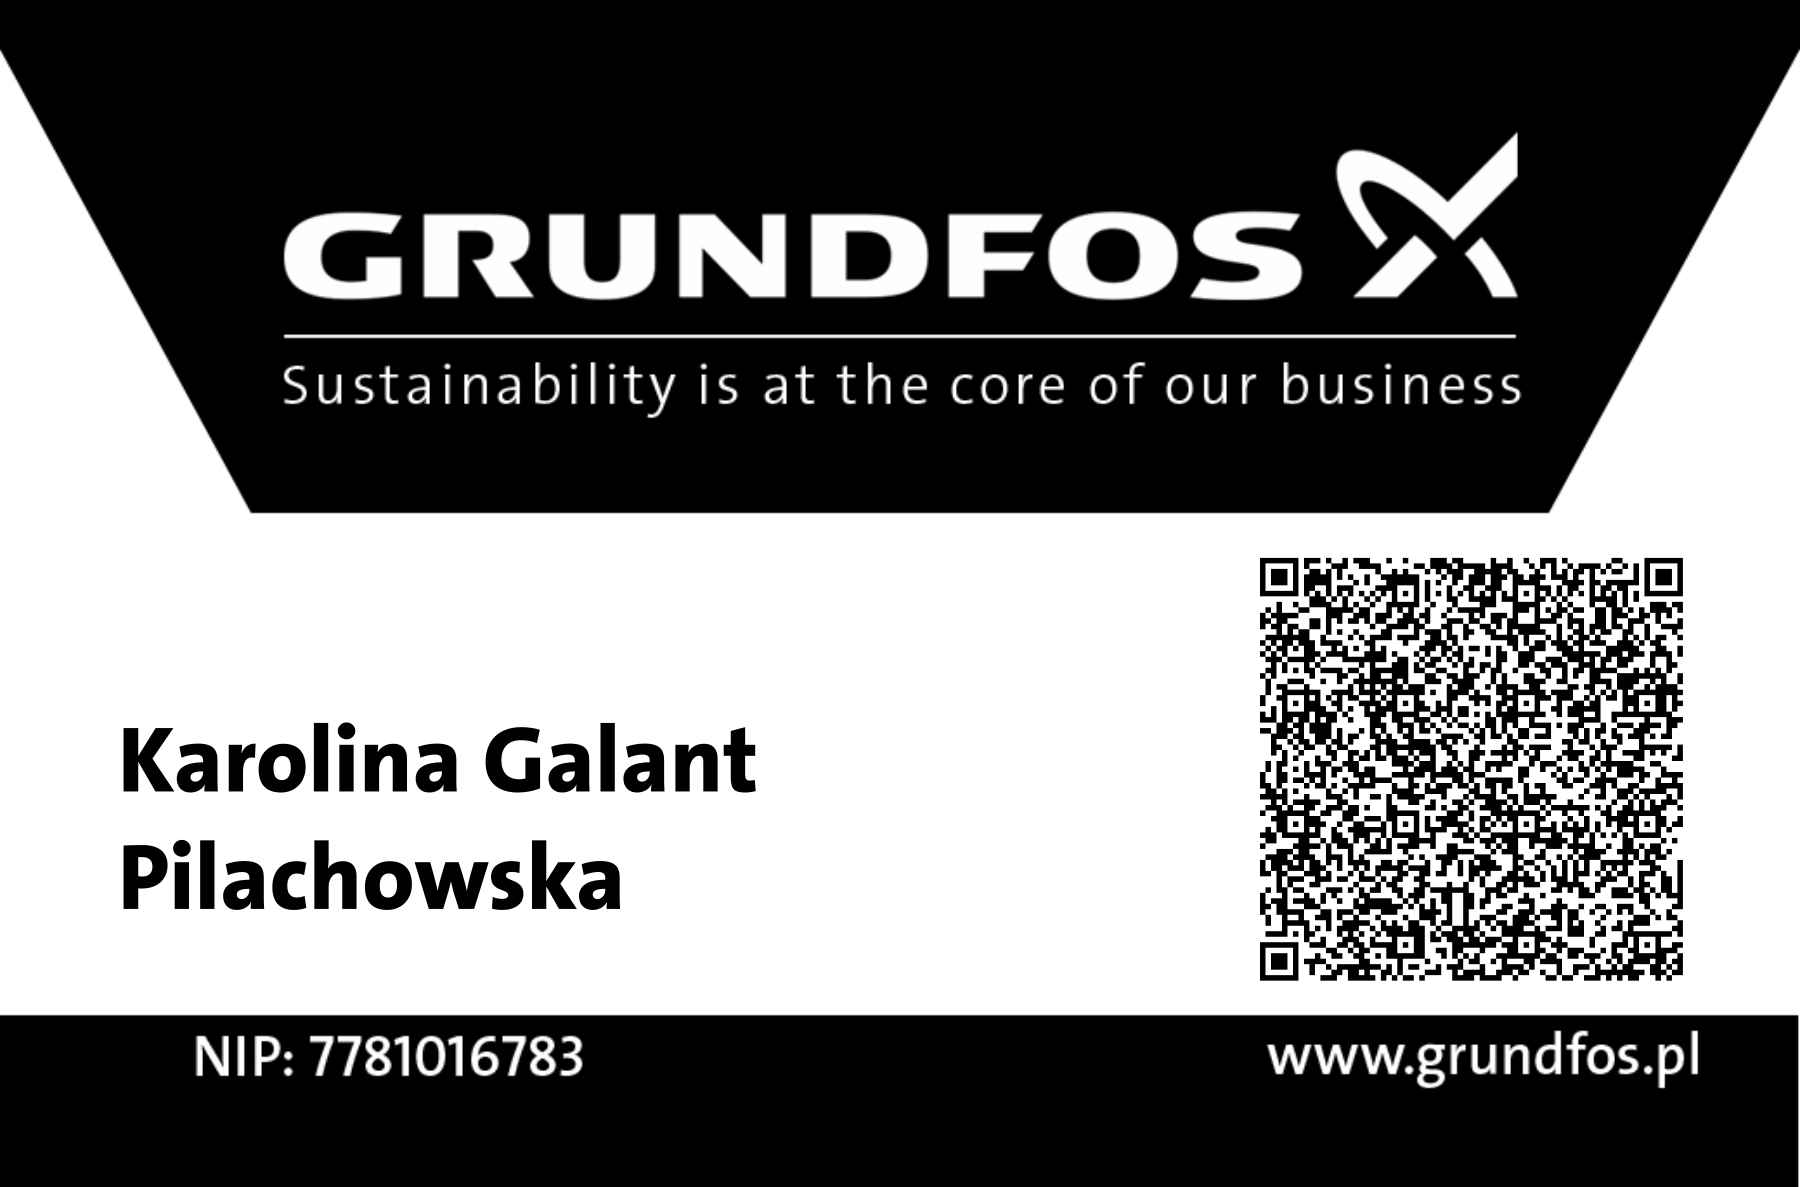 GRUNDFOS
Sustainability is at the core of our business
Karolina Galant
Pilachowska
NIP: 7781016783
www.grundfos.pl